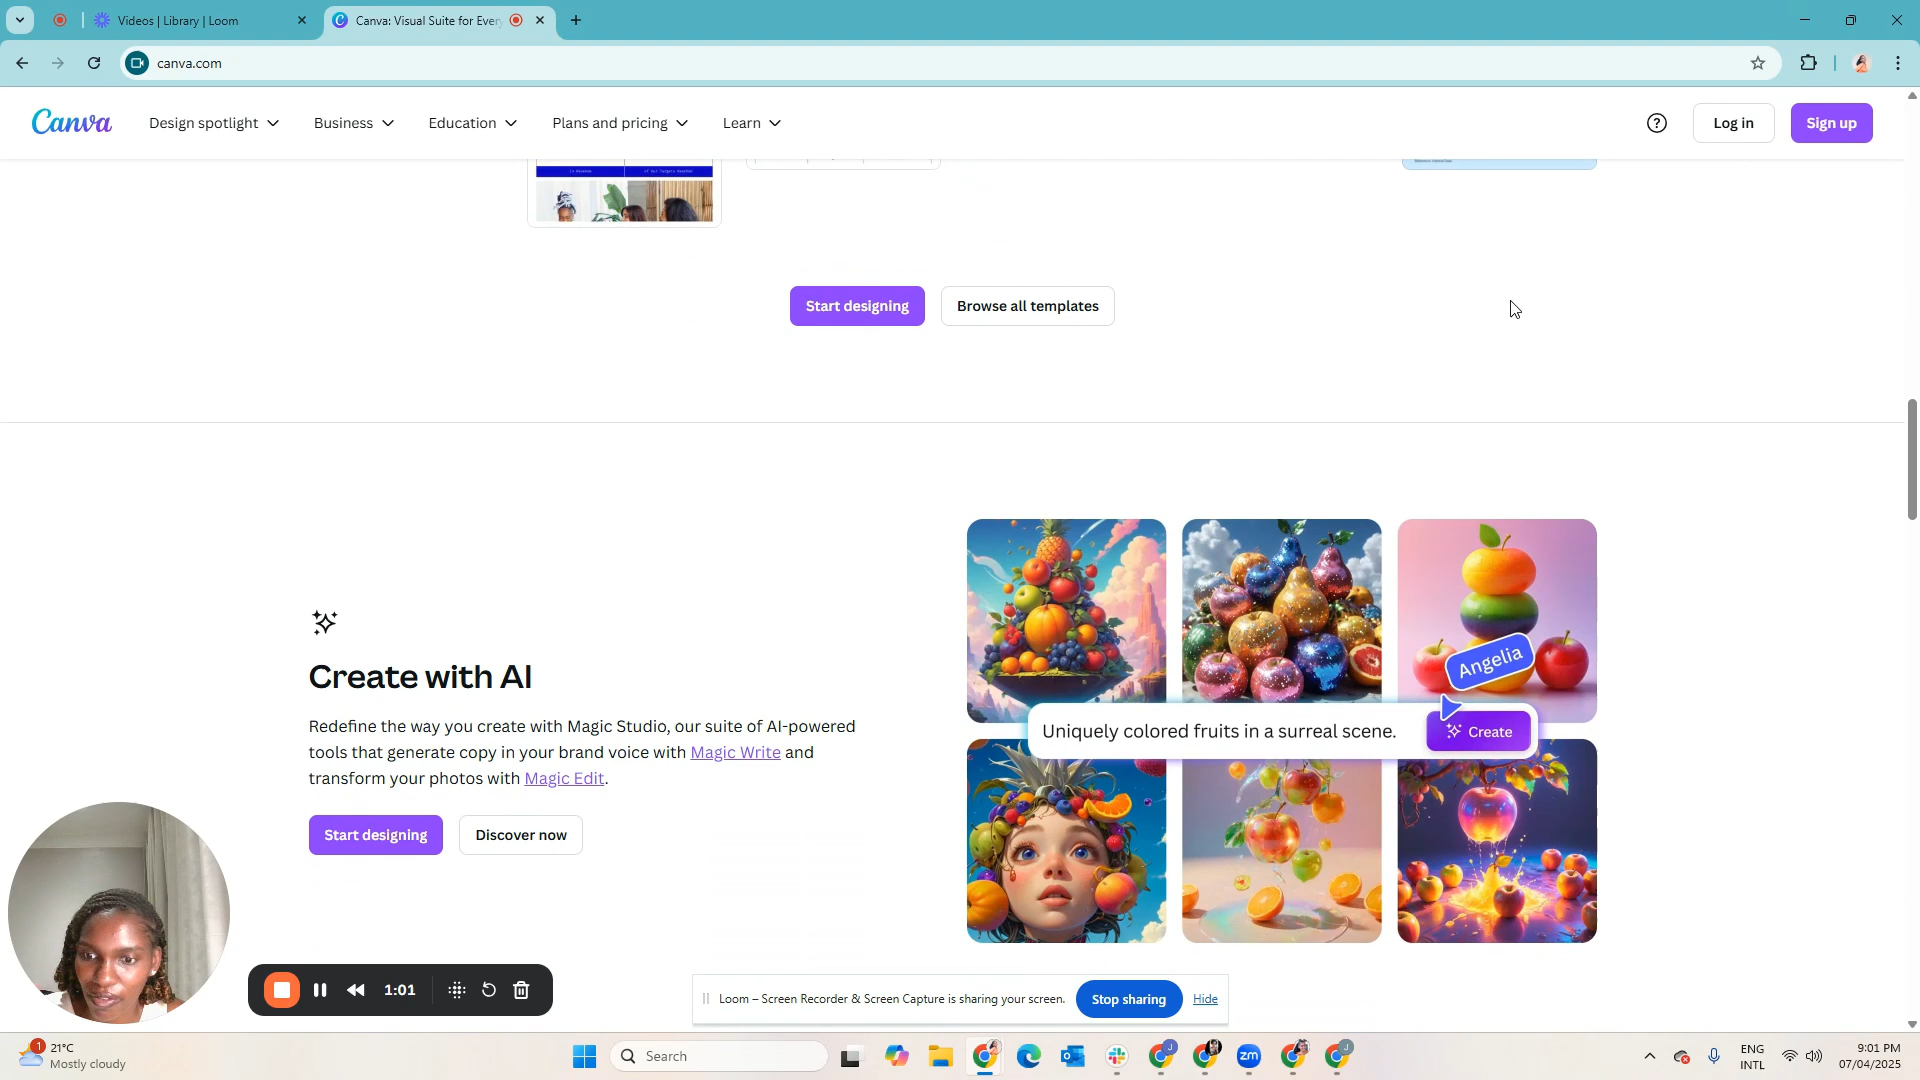 Videos | Library | Loom
Canva: Visual Suite for Every
canva.com
Canva
Design spotlight
Business
Education
Plans and pricing
Learn
Log in
Sign up
Start designing
Browse all templates
Create with AI
Redefine the way you create with Magic Studio, our suite of AI-powered
tools that generate copy in your brand voice with Magic Write and
transform your photos with Magic Edit.
Start designing
Discover now
Angelia
Uniquely colored fruits in a surreal scene.
Create
1:01
Loom – Screen Recorder & Screen Capture is sharing your screen.
Stop sharing
Hide
1
21°C
Mostly cloudy
Search
J
zm
J
ENG
INTL
9:01 PM
07/04/2025